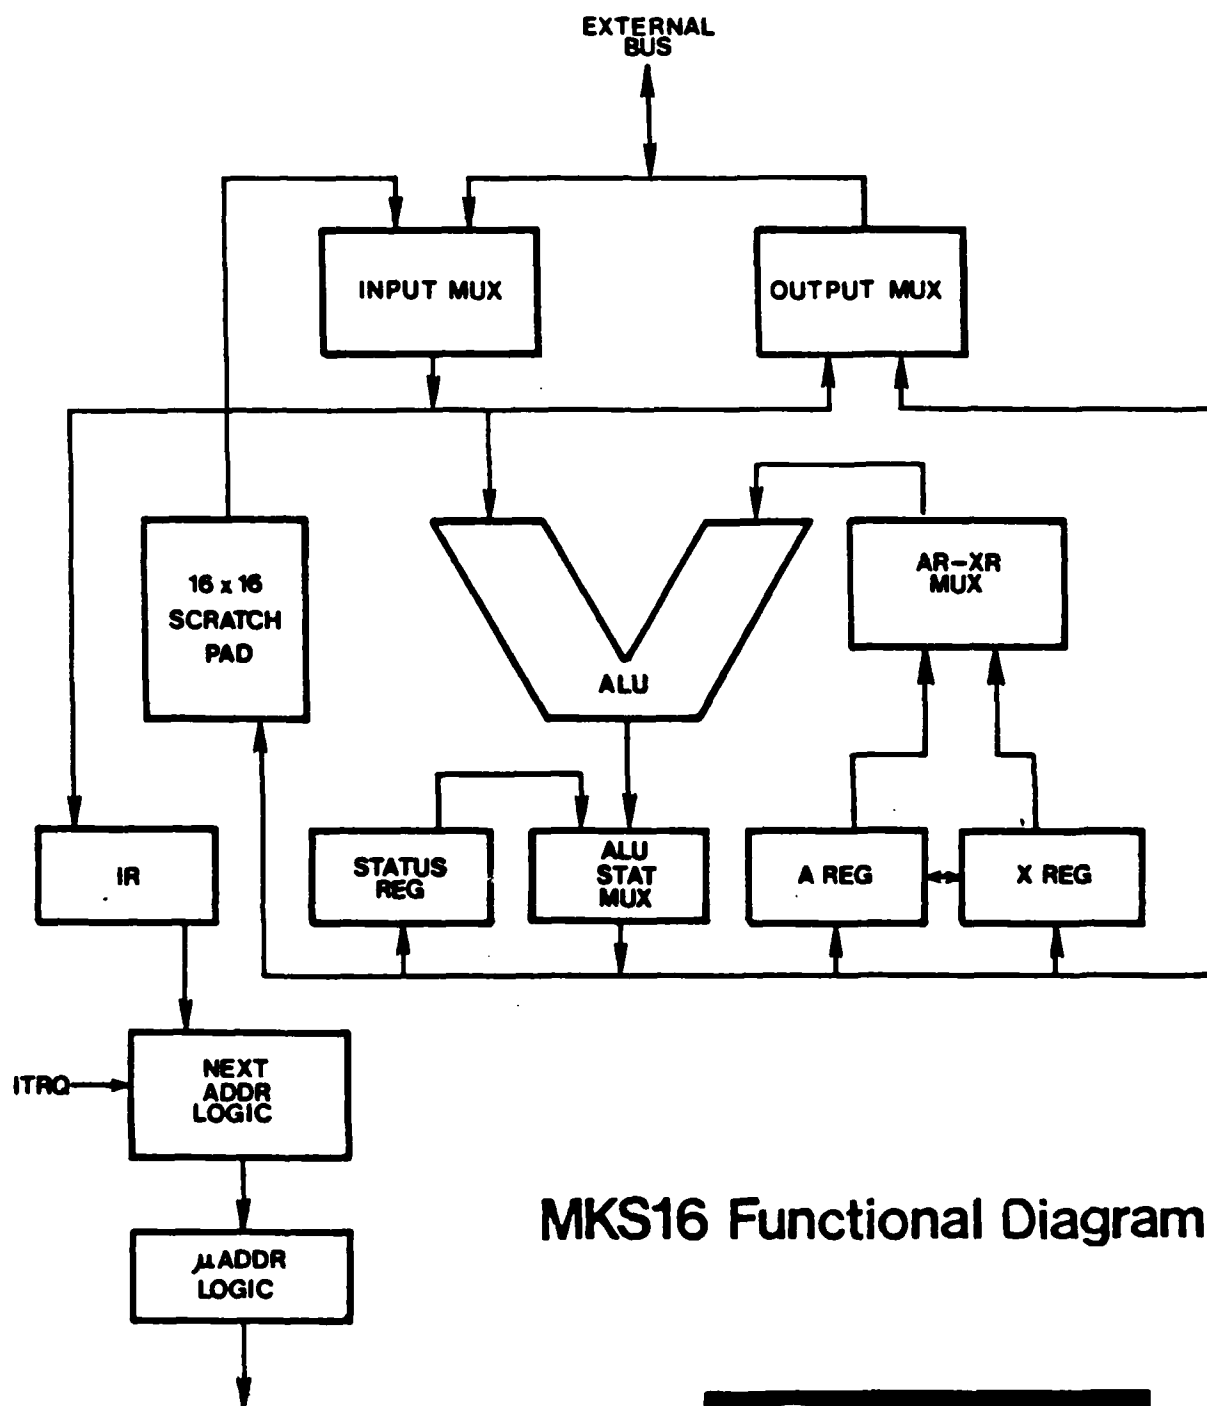 EXTERNAL
BUS
INPUT MUX
OUTPUT MUX
16 x 16
SCRATCH
PAD
ALU
AR-XR
MUX
IR
STATUS
REG
ALU
STAT
MUX
A REG
X REG
ITRQ
NEXT
ADDR
LOGIC
MKS16 Functional Diagram
μADDR
LOGIC